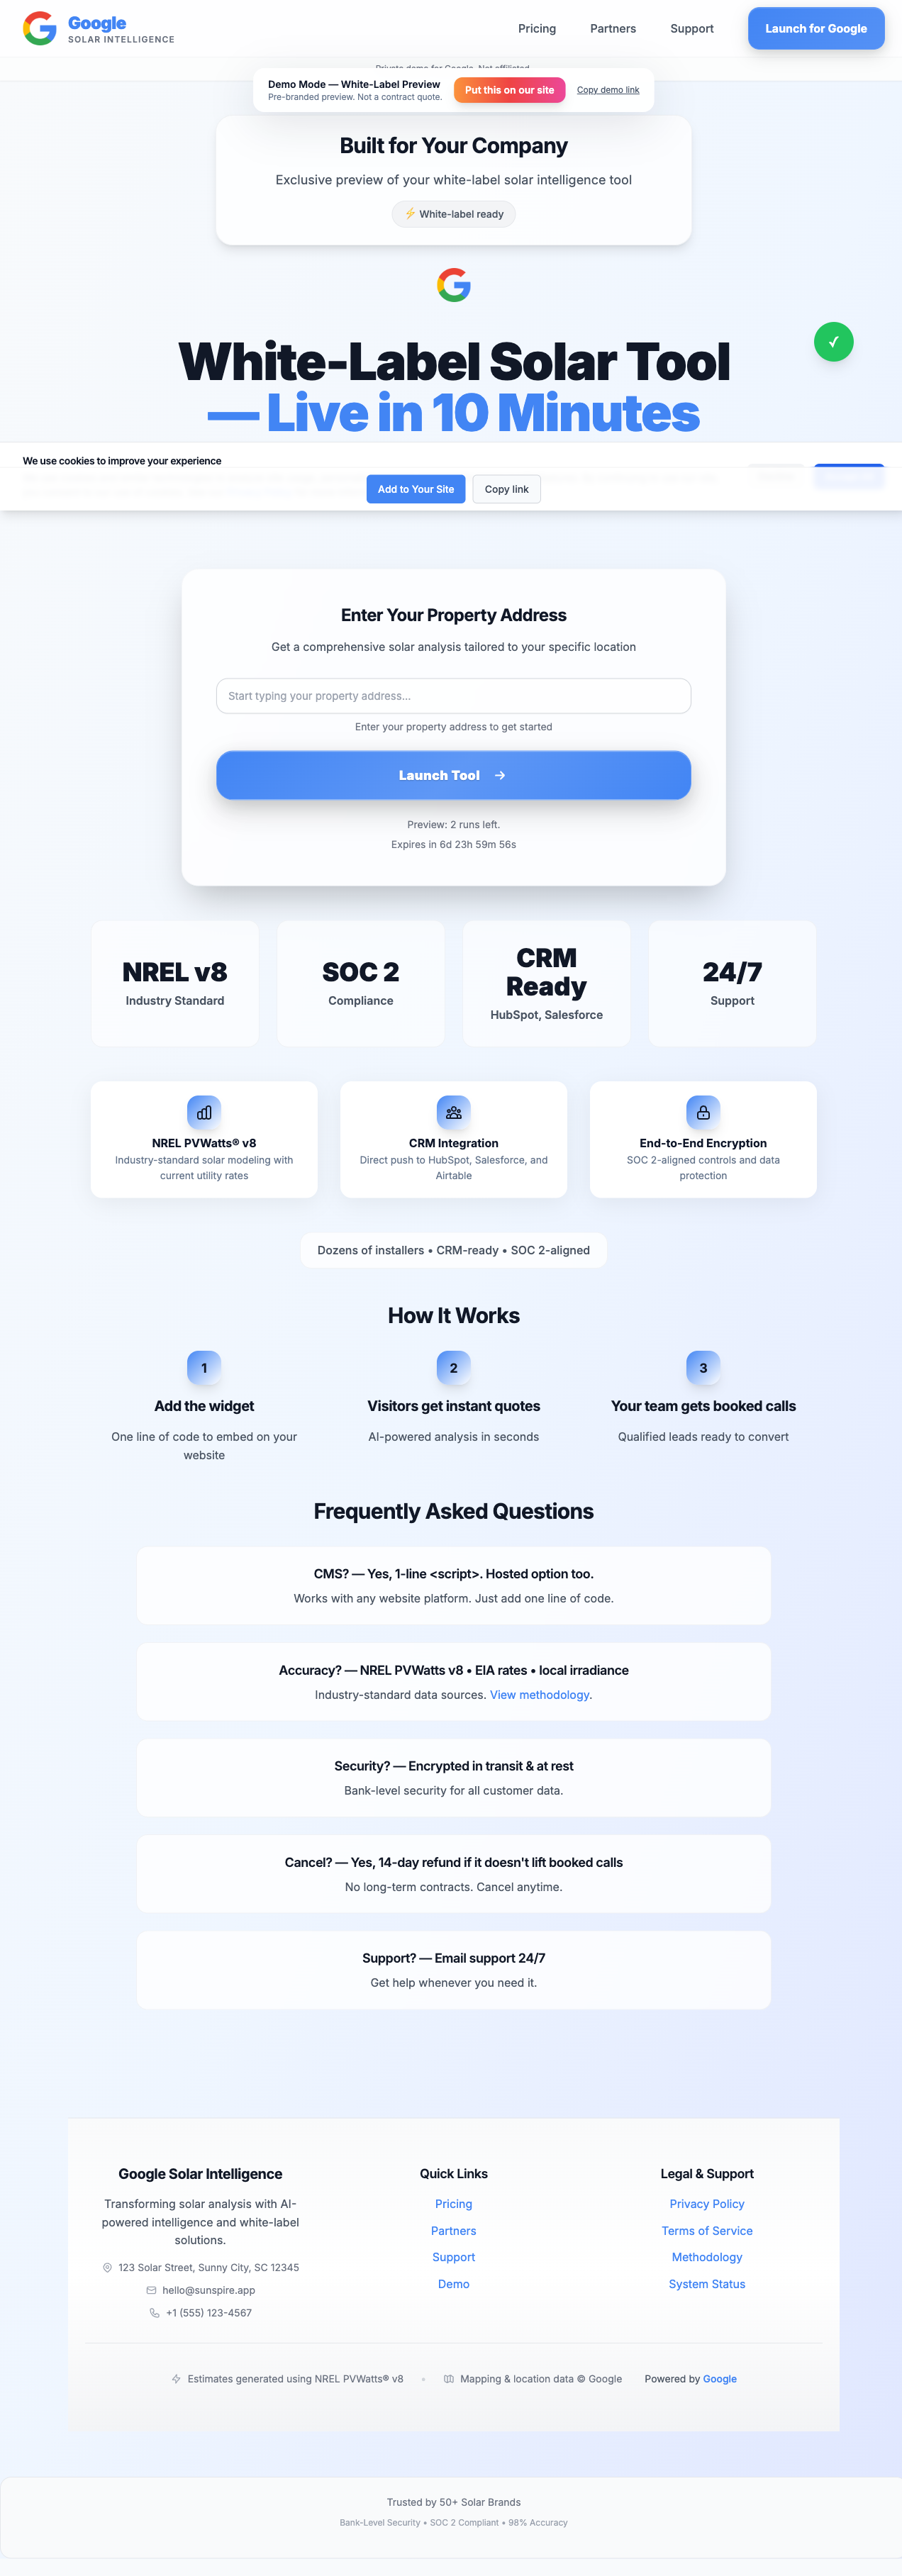 Google
SOLAR INTELLIGENCE
Pricing
Partners
Support
Launch for Google
Private demo for Google. Not affiliated
Demo Mode — White-Label Preview
Pre-branded preview. Not a contract quote.
Put this on our site
Copy demo link
Built for Your Company
Exclusive preview of your white-label solar intelligence tool
⚡ White-label ready
White-Label Solar Tool
— Live in 10 Minutes
✓
We use cookies to improve your experience
Add to Your Site
Copy link
Enter Your Property Address
Get a comprehensive solar analysis tailored to your specific location
Start typing your property address...
Enter your property address to get started
Launch Tool →
Preview: 2 runs left.
Expires in 6d 23h 59m 56s
NREL v8
Industry Standard
SOC 2
Compliance
CRM
Ready
HubSpot, Salesforce
24/7
Support
NREL PVWatts® v8
Industry-standard solar modeling with
current utility rates
CRM Integration
Direct push to HubSpot, Salesforce, and
Airtable
End-to-End Encryption
SOC 2-aligned controls and data
protection
Dozens of installers • CRM-ready • SOC 2-aligned
How It Works
1
Add the widget
One line of code to embed on your
website
2
Visitors get instant quotes
AI-powered analysis in seconds
3
Your team gets booked calls
Qualified leads ready to convert
Frequently Asked Questions
CMS? — Yes, 1-line <script>. Hosted option too.
Works with any website platform. Just add one line of code.
Accuracy? — NREL PVWatts v8 • EIA rates • local irradiance
Industry-standard data sources. View methodology.
Security? — Encrypted in transit & at rest
Bank-level security for all customer data.
Cancel? — Yes, 14-day refund if it doesn't lift booked calls
No long-term contracts. Cancel anytime.
Support? — Email support 24/7
Get help whenever you need it.
Google Solar Intelligence
Transforming solar analysis with AI-
powered intelligence and white-label
solutions.
123 Solar Street, Sunny City, SC 12345
hello@sunspire.app
+1 (555) 123-4567
Quick Links
Pricing
Partners
Support
Demo
Legal & Support
Privacy Policy
Terms of Service
Methodology
System Status
Estimates generated using NREL PVWatts® v8
•
Mapping & location data © Google
Powered by Google
Trusted by 50+ Solar Brands
Bank-Level Security • SOC 2 Compliant • 98% Accuracy